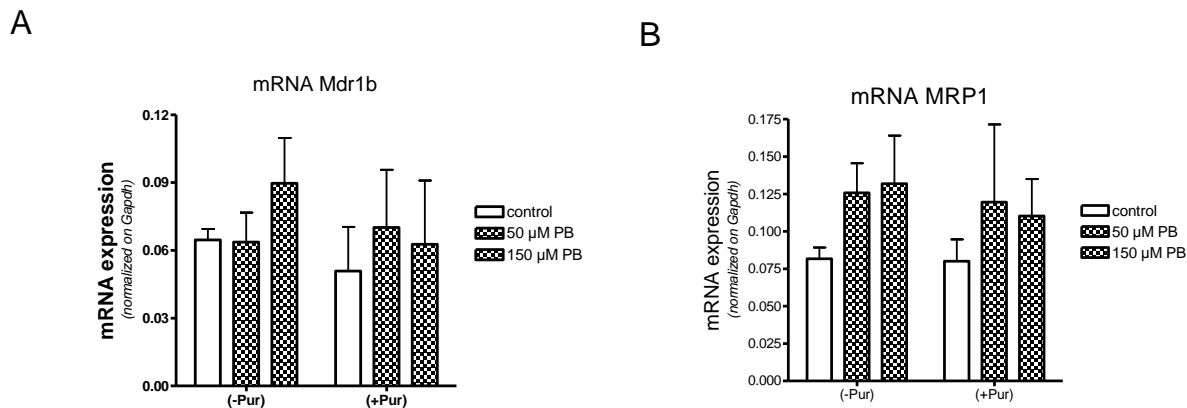 A
mRNA Mdr1b
mRNA expression
(normalized on Gapdh)
0.12
0.09
0.06
0.03
0.00
(-Pur)
(+Pur)
control
50 µM PB
150 µM PB
B
mRNA MRP1
mRNA expression
(normalized on Gapdh)
0.175
0.150
0.125
0.100
0.075
0.050
0.025
0.000
(-Pur)
(+Pur)
control
50 µM PB
150 µM PB